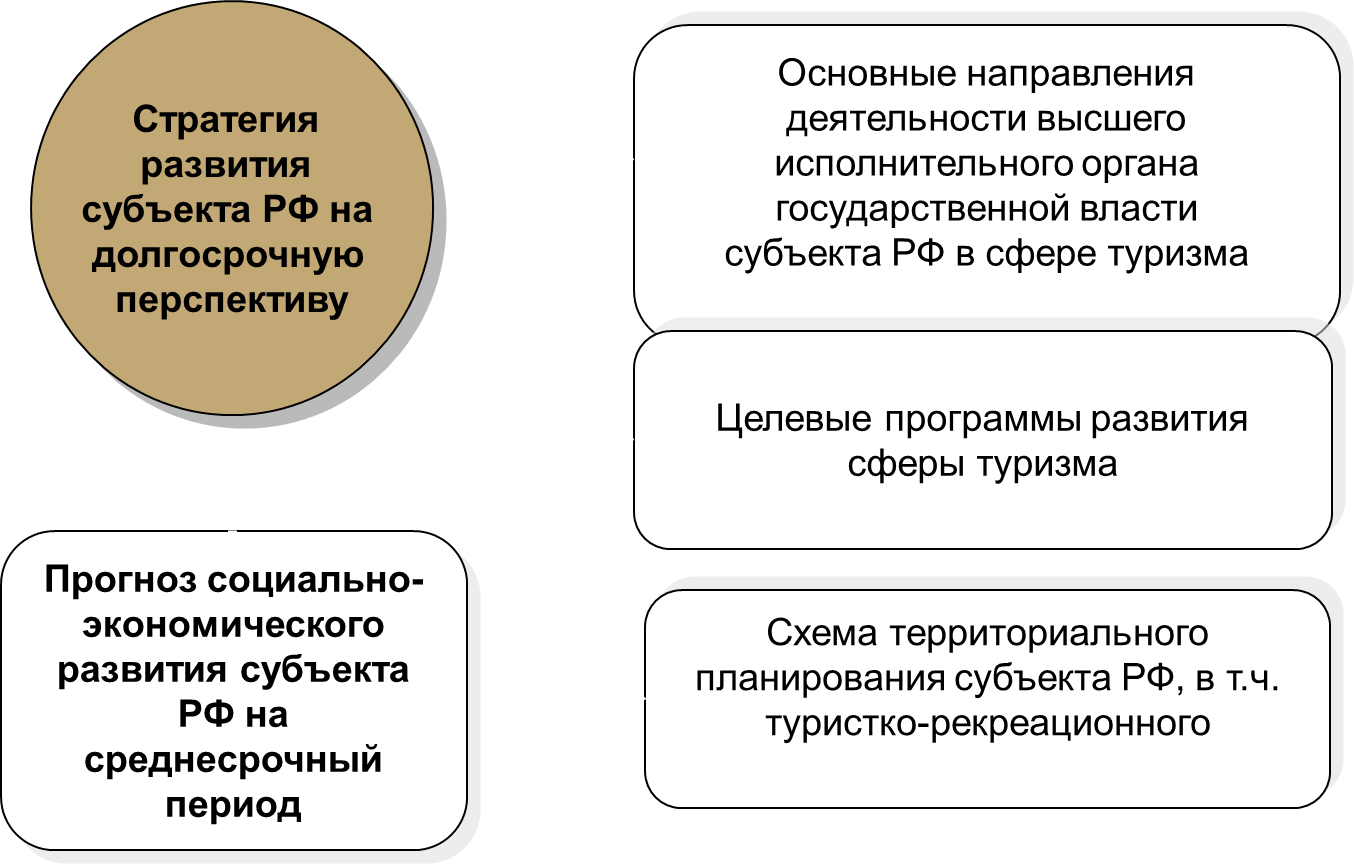 Стратегия
развития
субъекта РФ на
долгосрочную
перспективу
Прогноз социально-
экономического
развития субъекта
РФ на
среднесрочный
период
Основные направления
деятельности высшего
исполнительного органа
государственной власти
субъекта РФ в сфере туризма
Целевые программы развития
сферы туризма
Схема территориального
планирования субъекта РФ, в т.ч.
туристко-рекреационного